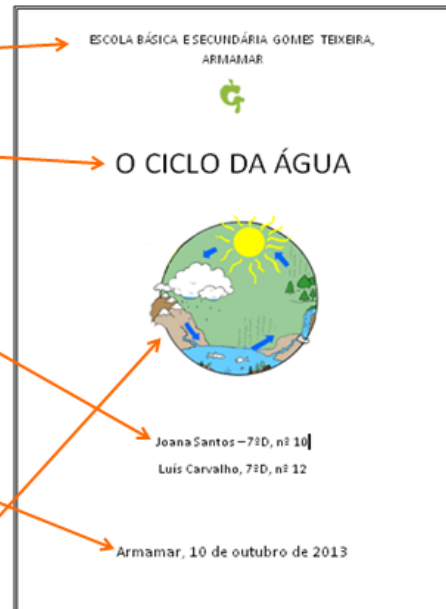 ESCOLA BÁSICA E SECUNDÁRIA GOMES TEIXEIRA,
ARMAMAR
O CICLO DA ÁGUA
Joana Santos – 7ºD, nº 10
Luís Carvalho, 7ºD, nº 12
Armamar, 10 de outubro de 2013